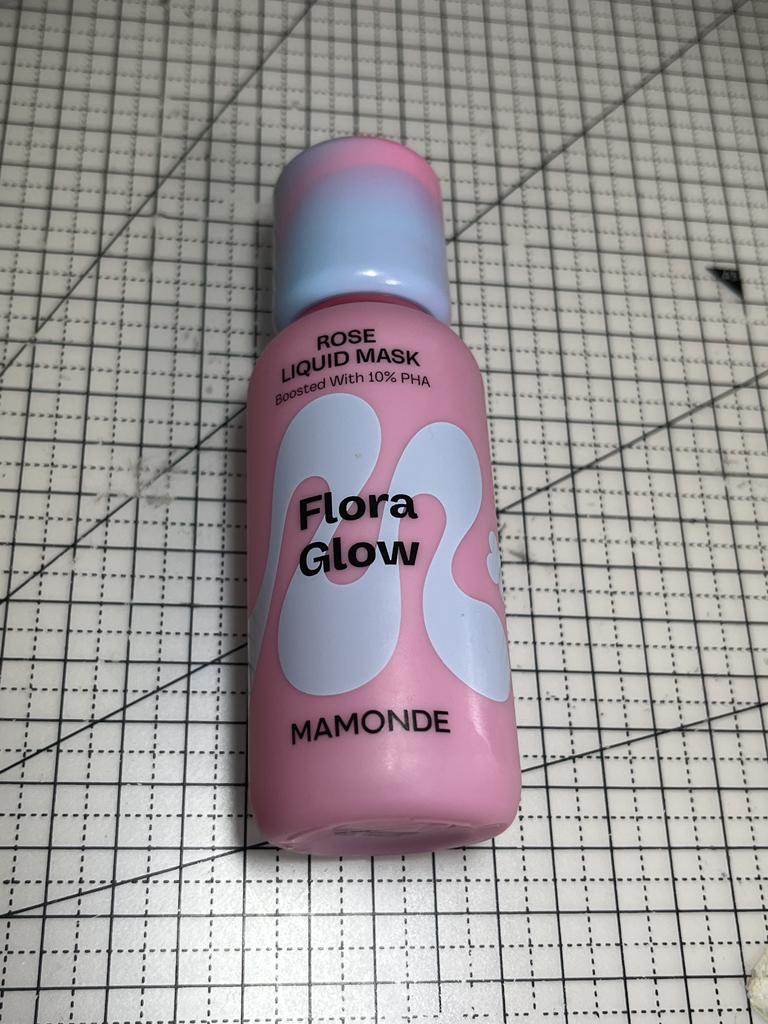 ROSE
LIQUID MASK
Boosted With 10% PHA
Flora
Glow
MAMONDE